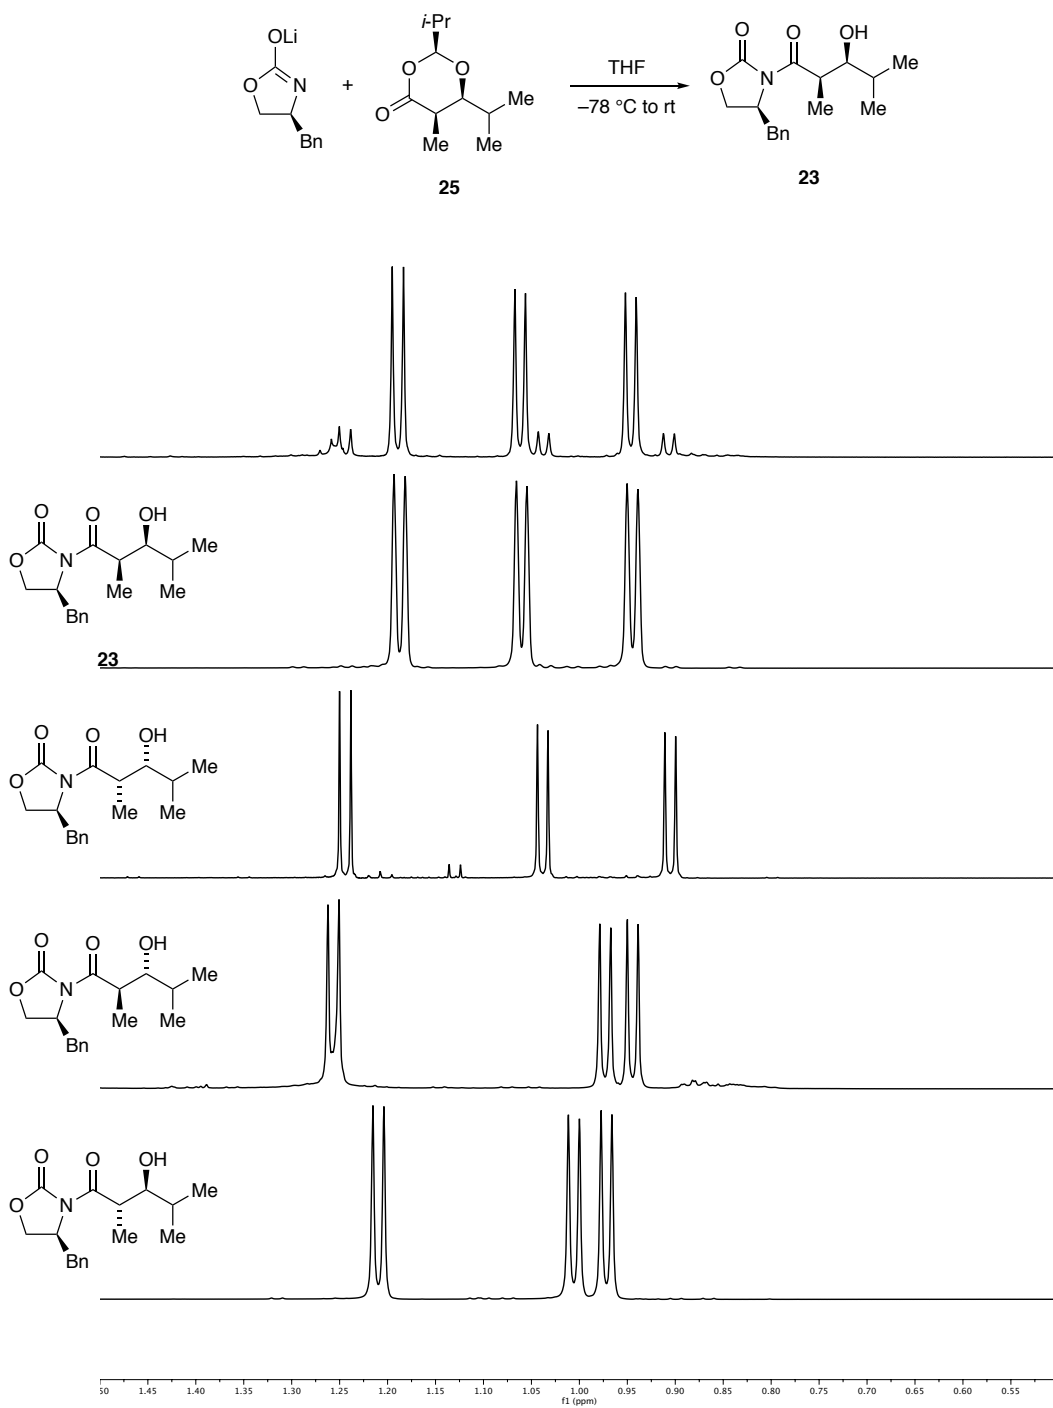 i-Pr
OLi
O
N
Bn
+
O
O
O
Me
Me
Me
25
THF
–78 °C to rt
O
O
OH
O
N
Me
Me
Me
Bn
23
O
O
OH
O
N
Me
Me
Me
Bn
23
O
O
OH
O
N
Me
Me
Me
Bn
O
O
OH
O
N
Me
Me
Me
Bn
O
O
OH
O
N
Me
Me
Me
Bn
50 1.45 1.40 1.35 1.30 1.25 1.20 1.15 1.10 1.05 1.00 0.95 0.90 0.85 0.80 0.75 0.70 0.65 0.60 0.55
f1 (ppm)